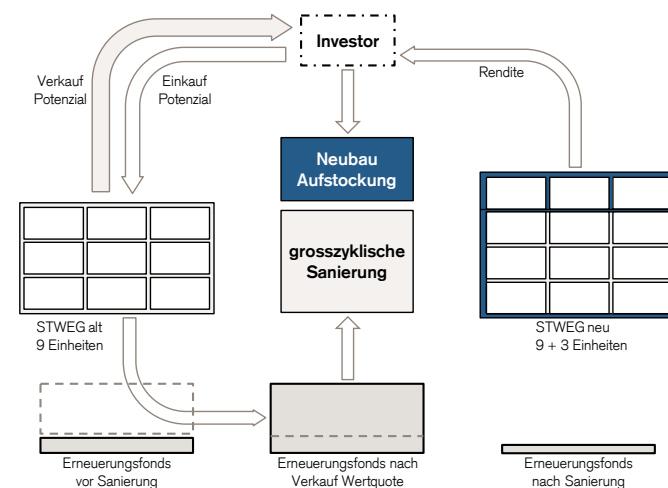 Investor
Verkauf
Potenzial
Einkauf
Potenzial
Rendite
Neubau
Aufstockung
grosszyklische
Sanierung
STWEG alt
9 Einheiten
STWEG neu
9 + 3 Einheiten
Erneuerungsfonds
vor Sanierung
Erneuerungsfonds nach
Verkauf Wertquote
Erneuerungsfonds
nach Sanierung